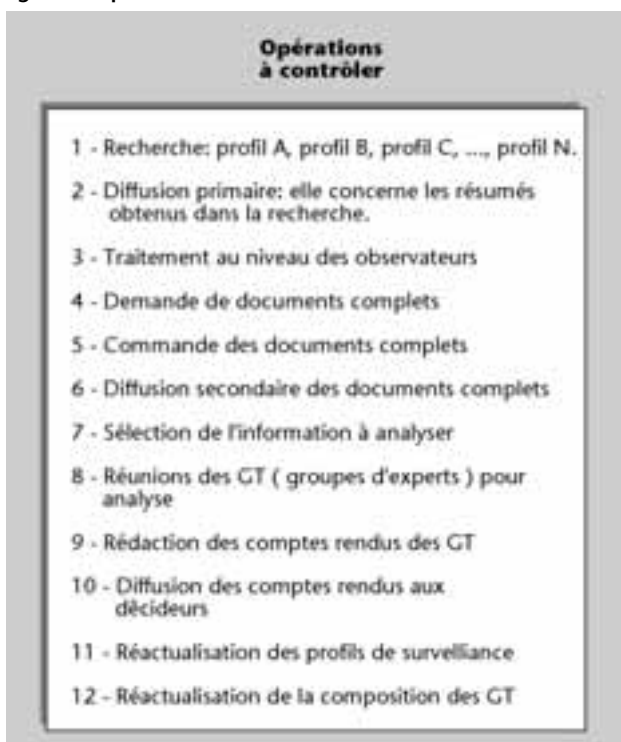 Opérations
à contrôler
1 - Recherche: profil A, profil B, profil C, ..., profil N.
2 - Diffusion primaire: elle concerne les résumés
obtenus dans la recherche.
3 - Traitement au niveau des observateurs
4 - Demande de documents complets
5 - Commande des documents complets
6 - Diffusion secondaire des documents complets
7 - Sélection de l'information à analyser
8 - Réunions des GT ( groupes d'experts ) pour
analyse
9 - Rédaction des comptes rendus des GT
10 - Diffusion des comptes rendus aux
décideurs
11 - Réactualisation des profils de surveillance
12 - Réactualisation de la composition des GT